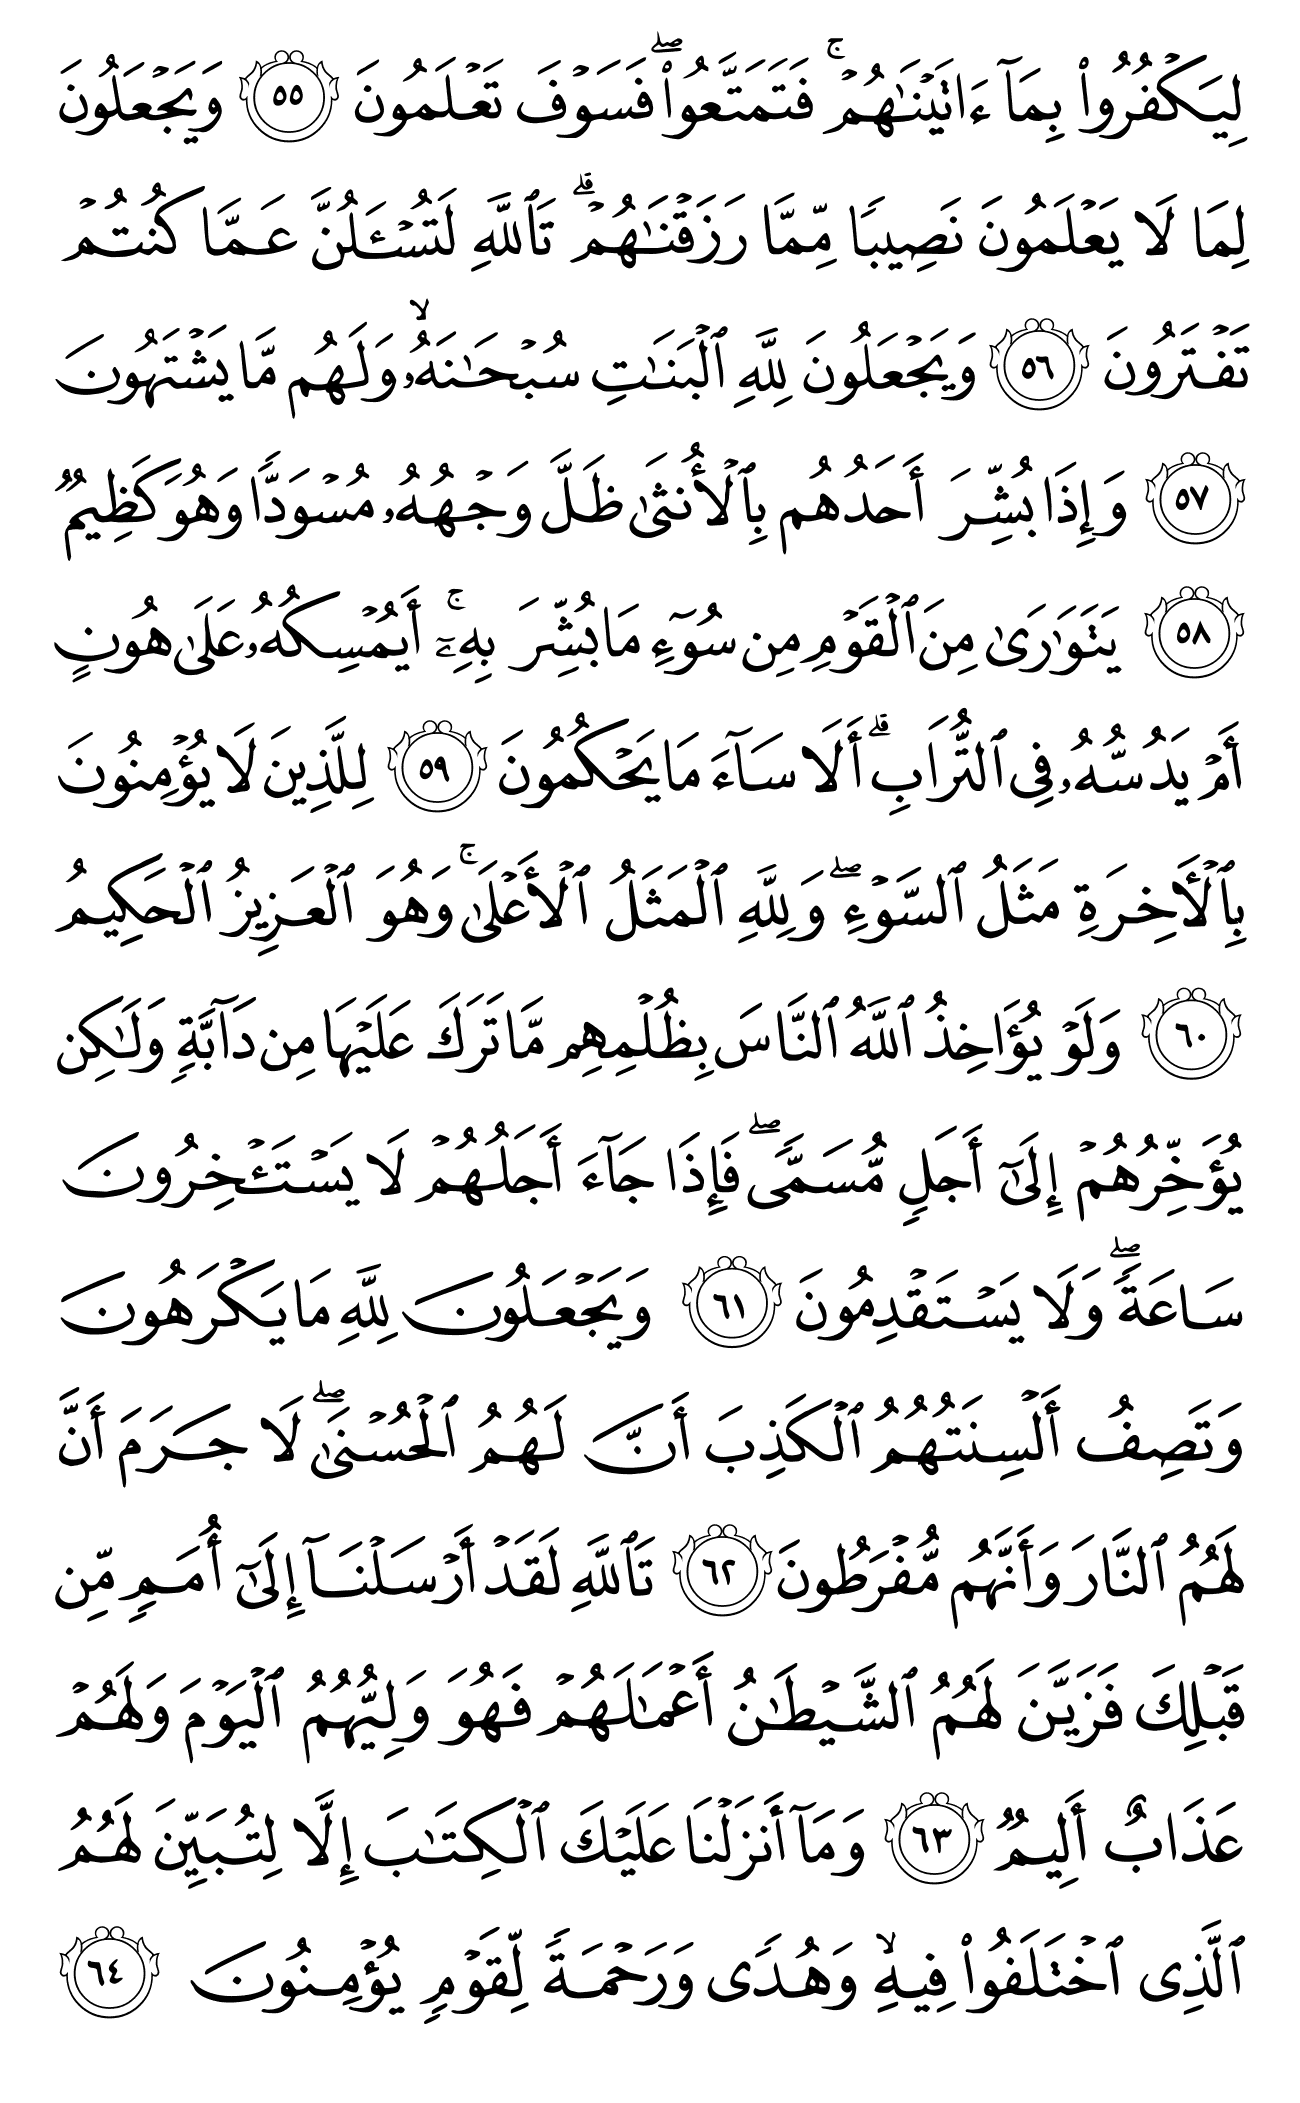 لِيَكۡفُرُواْ بِمَآ ءَاتَيۡنَٰهُمۡۚ فَتَمَتَّعُواْۖ فَسَوۡفَ تَعۡلَمُونَ ٥٥ وَيَجۡعَلُونَ
لِمَا لَا يَعۡلَمُونَ نَصِيبٗا مِّمَّا رَزَقۡنَٰهُمۡۗ تَٱللَّهِ لَتُسۡـَٔلُنَّ عَمَّا كُنتُمۡ
تَفۡتَرُونَ ٥٦ وَيَجۡعَلُونَ لِلَّهِ ٱلۡبَنَٰتِ سُبۡحَٰنَهُۥۙ وَلَهُم مَّا يَشۡتَهُونَ
٥٧ وَإِذَا بُشِّرَ أَحَدُهُم بِٱلۡأُنثَىٰ ظَلَّ وَجۡهُهُۥ مُسۡوَدّٗا وَهُوَ كَظِيمٞ
٥٨ يَتَوَٰرَىٰ مِنَ ٱلۡقَوۡمِ مِن سُوٓءِ مَا بُشِّرَ بِهِۦٓۚ أَيُمۡسِكُهُۥ عَلَىٰ هُونٍ
أَمۡ يَدُسُّهُۥ فِي ٱلتُّرَابِۗ أَلَا سَآءَ مَا يَحۡكُمُونَ ٥٩ لِلَّذِينَ لَا يُؤۡمِنُونَ
بِٱلۡأٓخِرَةِ مَثَلُ ٱلسَّوۡءِۖ وَلِلَّهِ ٱلۡمَثَلُ ٱلۡأَعۡلَىٰۚ وَهُوَ ٱلۡعَزِيزُ ٱلۡحَكِيمُ
٦٠ وَلَوۡ يُؤَاخِذُ ٱللَّهُ ٱلنَّاسَ بِظُلۡمِهِم مَّا تَرَكَ عَلَيۡهَا مِن دَآبَّةٖ وَلَٰكِن
يُؤَخِّرُهُمۡ إِلَىٰٓ أَجَلٖ مُّسَمّٗىۖ فَإِذَا جَآءَ أَجَلُهُمۡ لَا يَسۡتَـٔۡخِرُونَ
سَاعَةٗۖ وَلَا يَسۡتَقۡدِمُونَ ٦١ وَيَجۡعَلُونَ لِلَّهِ مَا يَكۡرَهُونَ
وَتَصِفُ أَلۡسِنَتُهُمُ ٱلۡكَذِبَ أَنَّ لَهُمُ ٱلۡحُسۡنَىٰۖ لَا جَرَمَ أَنَّ
لَهُمُ ٱلنَّارَ وَأَنَّهُم مُّفۡرَطُونَ ٦٢ تَٱللَّهِ لَقَدۡ أَرۡسَلۡنَآ إِلَىٰٓ أُمَمٖ مِّن
قَبۡلِكَ فَزَيَّنَ لَهُمُ ٱلشَّيۡطَٰنُ أَعۡمَٰلَهُمۡ فَهُوَ وَلِيُّهُمُ ٱلۡيَوۡمَ وَلَهُمۡ
عَذَابٌ أَلِيمٞ ٦٣ وَمَآ أَنزَلۡنَا عَلَيۡكَ ٱلۡكِتَٰبَ إِلَّا لِتُبَيِّنَ لَهُمُ
ٱلَّذِي ٱخۡتَلَفُواْ فِيهِۙ وَهُدٗى وَرَحۡمَةٗ لِّقَوۡمٖ يُؤۡمِنُونَ ٦٤